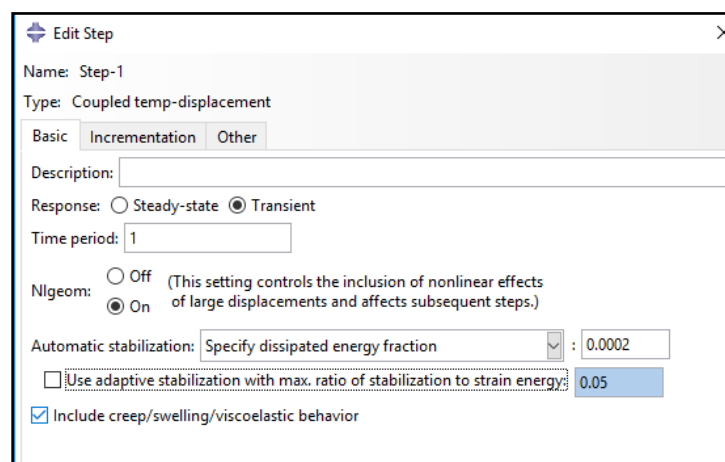 Edit Step
Name: Step-1
Type: Coupled temp-displacement
Basic Incrementation Other
Description:
Response: Steady-state Transient
Time period: 1
Nlgeom: Off (This setting controls the inclusion of nonlinear effects
On of large displacements and affects subsequent steps.)
Automatic stabilization: Specify dissipated energy fraction : 0.0002
Use adaptive stabilization with max. ratio of stabilization to strain energy: 0.05
Include creep/swelling/viscoelastic behavior